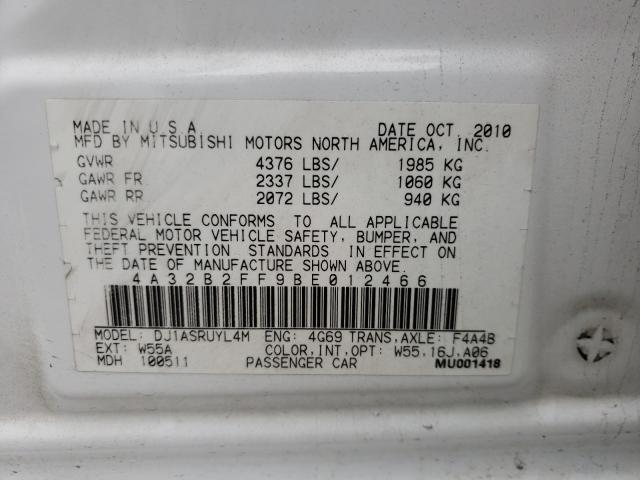 MADE IN U S A DATE OCT. 2010
MFD BY MITSUBISHI MOTORS NORTH AMERICA, INC.
GVWR 4376 LBS/ 1985 KG
GAWR FR 2337 LBS/ 1060 KG
GAWR RR 2072 LBS/ 940 KG
THIS VEHICLE CONFORMS TO ALL APPLICABLE
FEDERAL MOTOR VEHICLE SAFETY, BUMPER, AND
THEFT PREVENTION STANDARDS IN EFFECT ON
THE DATE OF MANUFACTURE SHOWN ABOVE.
4A32B2FF9BE012466
MODEL: DJ1ASRUYL4M ENG: 4G69 TRANS,AXLE: F4A4B
EXT: W55A COLOR,INT,OPT: W55,16J,A06
MDH 100511 PASSENGER CAR MU001418